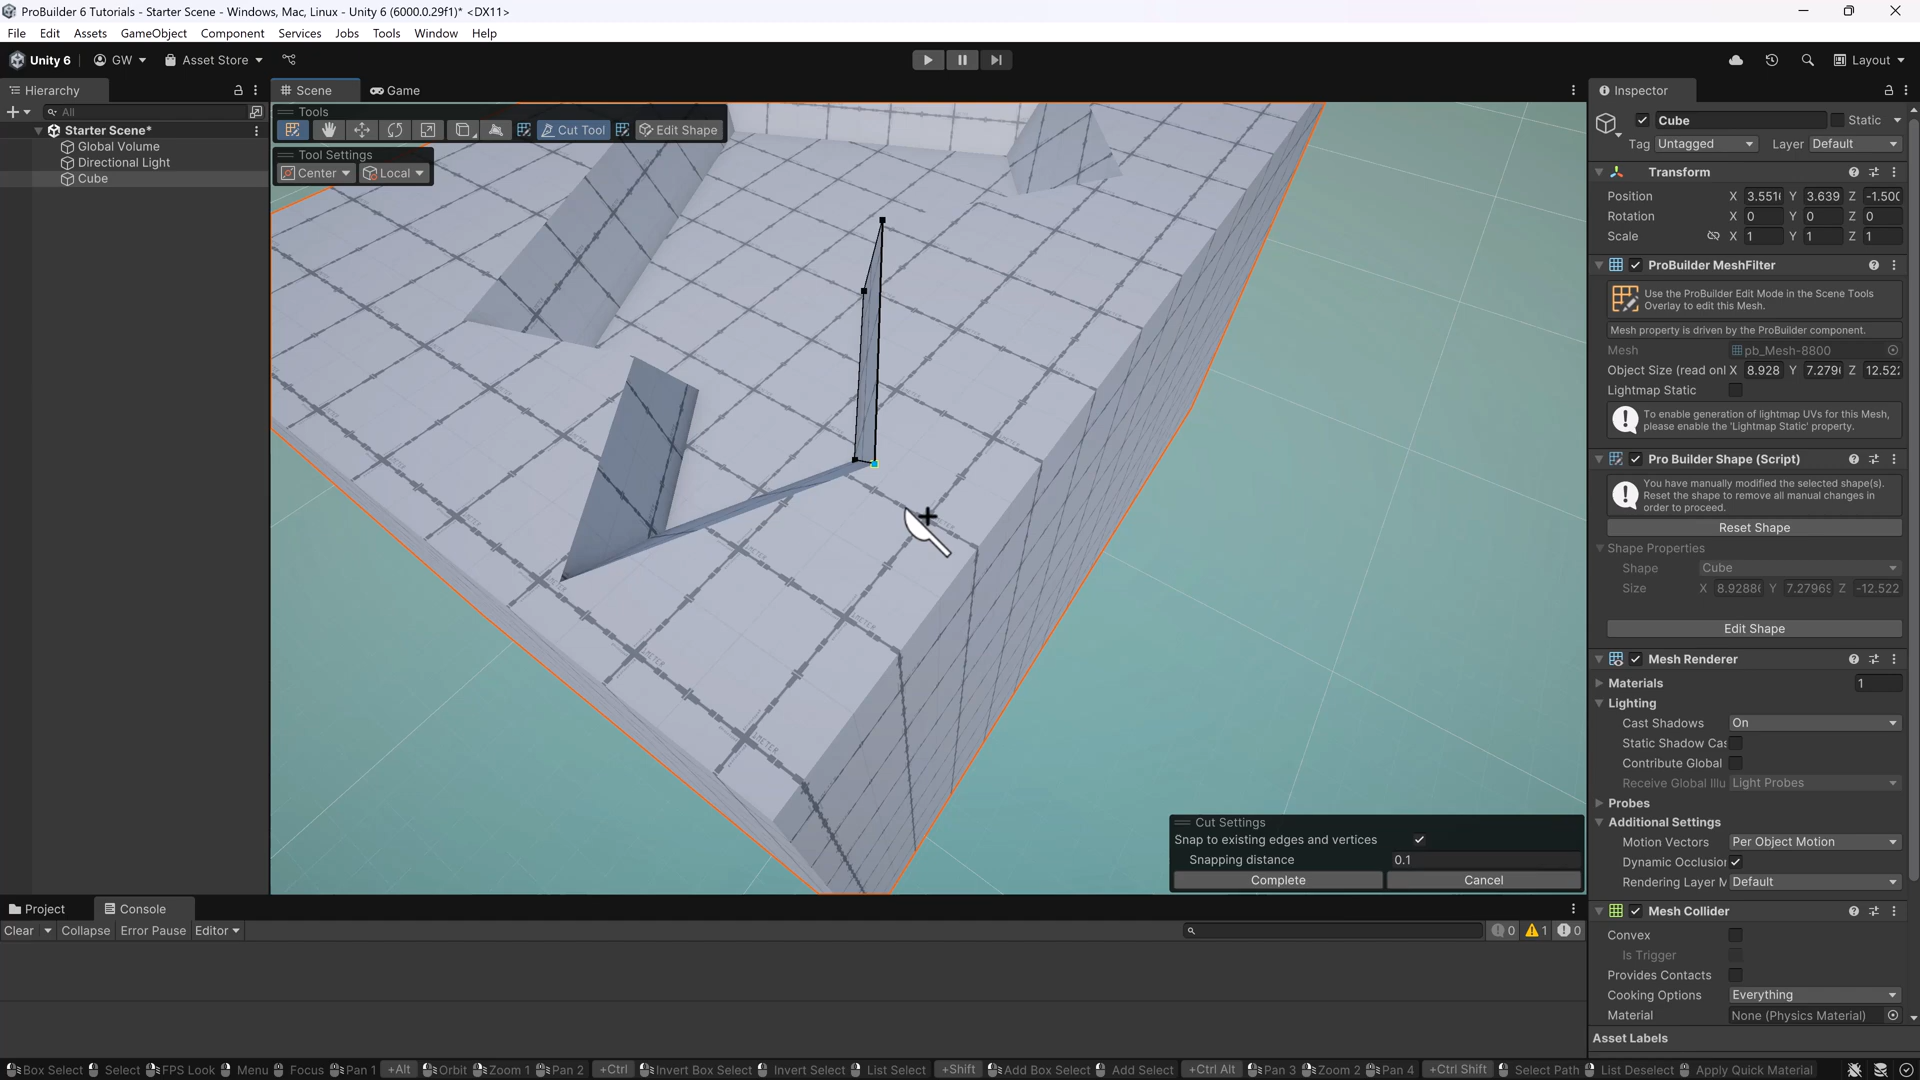 ProBuilder 6 Tutorials - Starter Scene - Windows, Mac, Linux - Unity 6 (6000.0.29f1)* <DX11>
File Edit Assets GameObject Component Services Jobs Tools Window Help
Unity 6 GW Asset Store Layout
Hierarchy
All
Starter Scene*
Global Volume
Directional Light
Cube
Scene Game
Tools
Cut Tool Edit Shape
Tool Settings
Center Local
Cut Settings
Snap to existing edges and vertices
Snapping distance 0.1
Complete Cancel
Inspector
Cube Static
Tag Untagged Layer Default
Transform
Position X 3.551 Y 3.639 Z -1.500
Rotation X 0 Y 0 Z 0
Scale X 1 Y 1 Z 1
ProBuilder MeshFilter
Use the ProBuilder Edit Mode in the Scene Tools
Overlay to edit this Mesh.
Mesh property is driven by the ProBuilder component.
Mesh pb_Mesh-8800
Object Size (read onl X 8.928 Y 7.279 Z 12.52
Lightmap Static
To enable generation of lightmap UVs for this Mesh,
please enable the 'Lightmap Static' property.
Pro Builder Shape (Script)
You have manually modified the selected shape(s).
Reset the shape to remove all manual changes in
order to proceed.
Reset Shape
Shape Properties
Shape Cube
Size X 8.9288 Y 7.2796 Z -12.522
Edit Shape
Mesh Renderer
Materials 1
Lighting
Cast Shadows On
Static Shadow Cas
Contribute Global
Receive Global Illu Light Probes
Probes
Additional Settings
Motion Vectors Per Object Motion
Dynamic Occlusion
Rendering Layer M Default
Mesh Collider
Convex
Is Trigger
Provides Contacts
Cooking Options Everything
Material None (Physics Material)
Asset Labels
Project Console
Clear Collapse Error Pause Editor 0 1 0
Box Select Select FPS Look Menu Focus Pan 1 +Alt Orbit Zoom 1 Pan 2 +Ctrl Invert Box Select Invert Select List Select +Shift Add Box Select Add Select +Ctrl Alt Pan 3 Zoom 2 Pan 4 +Ctrl Shift Select Path List Deselect Apply Quick Material